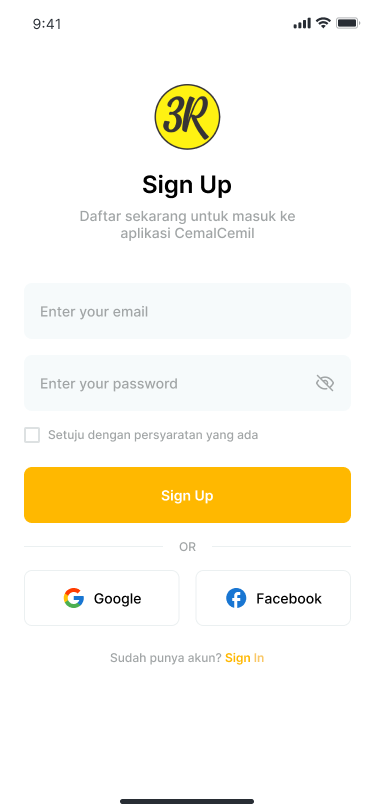 9:41
3R
Sign Up
Daftar sekarang untuk masuk ke
aplikasi CemalCemil
Enter your email
Enter your password
Setuju dengan persyaratan yang ada
Sign Up
OR
Google
Facebook
Sudah punya akun? Sign In